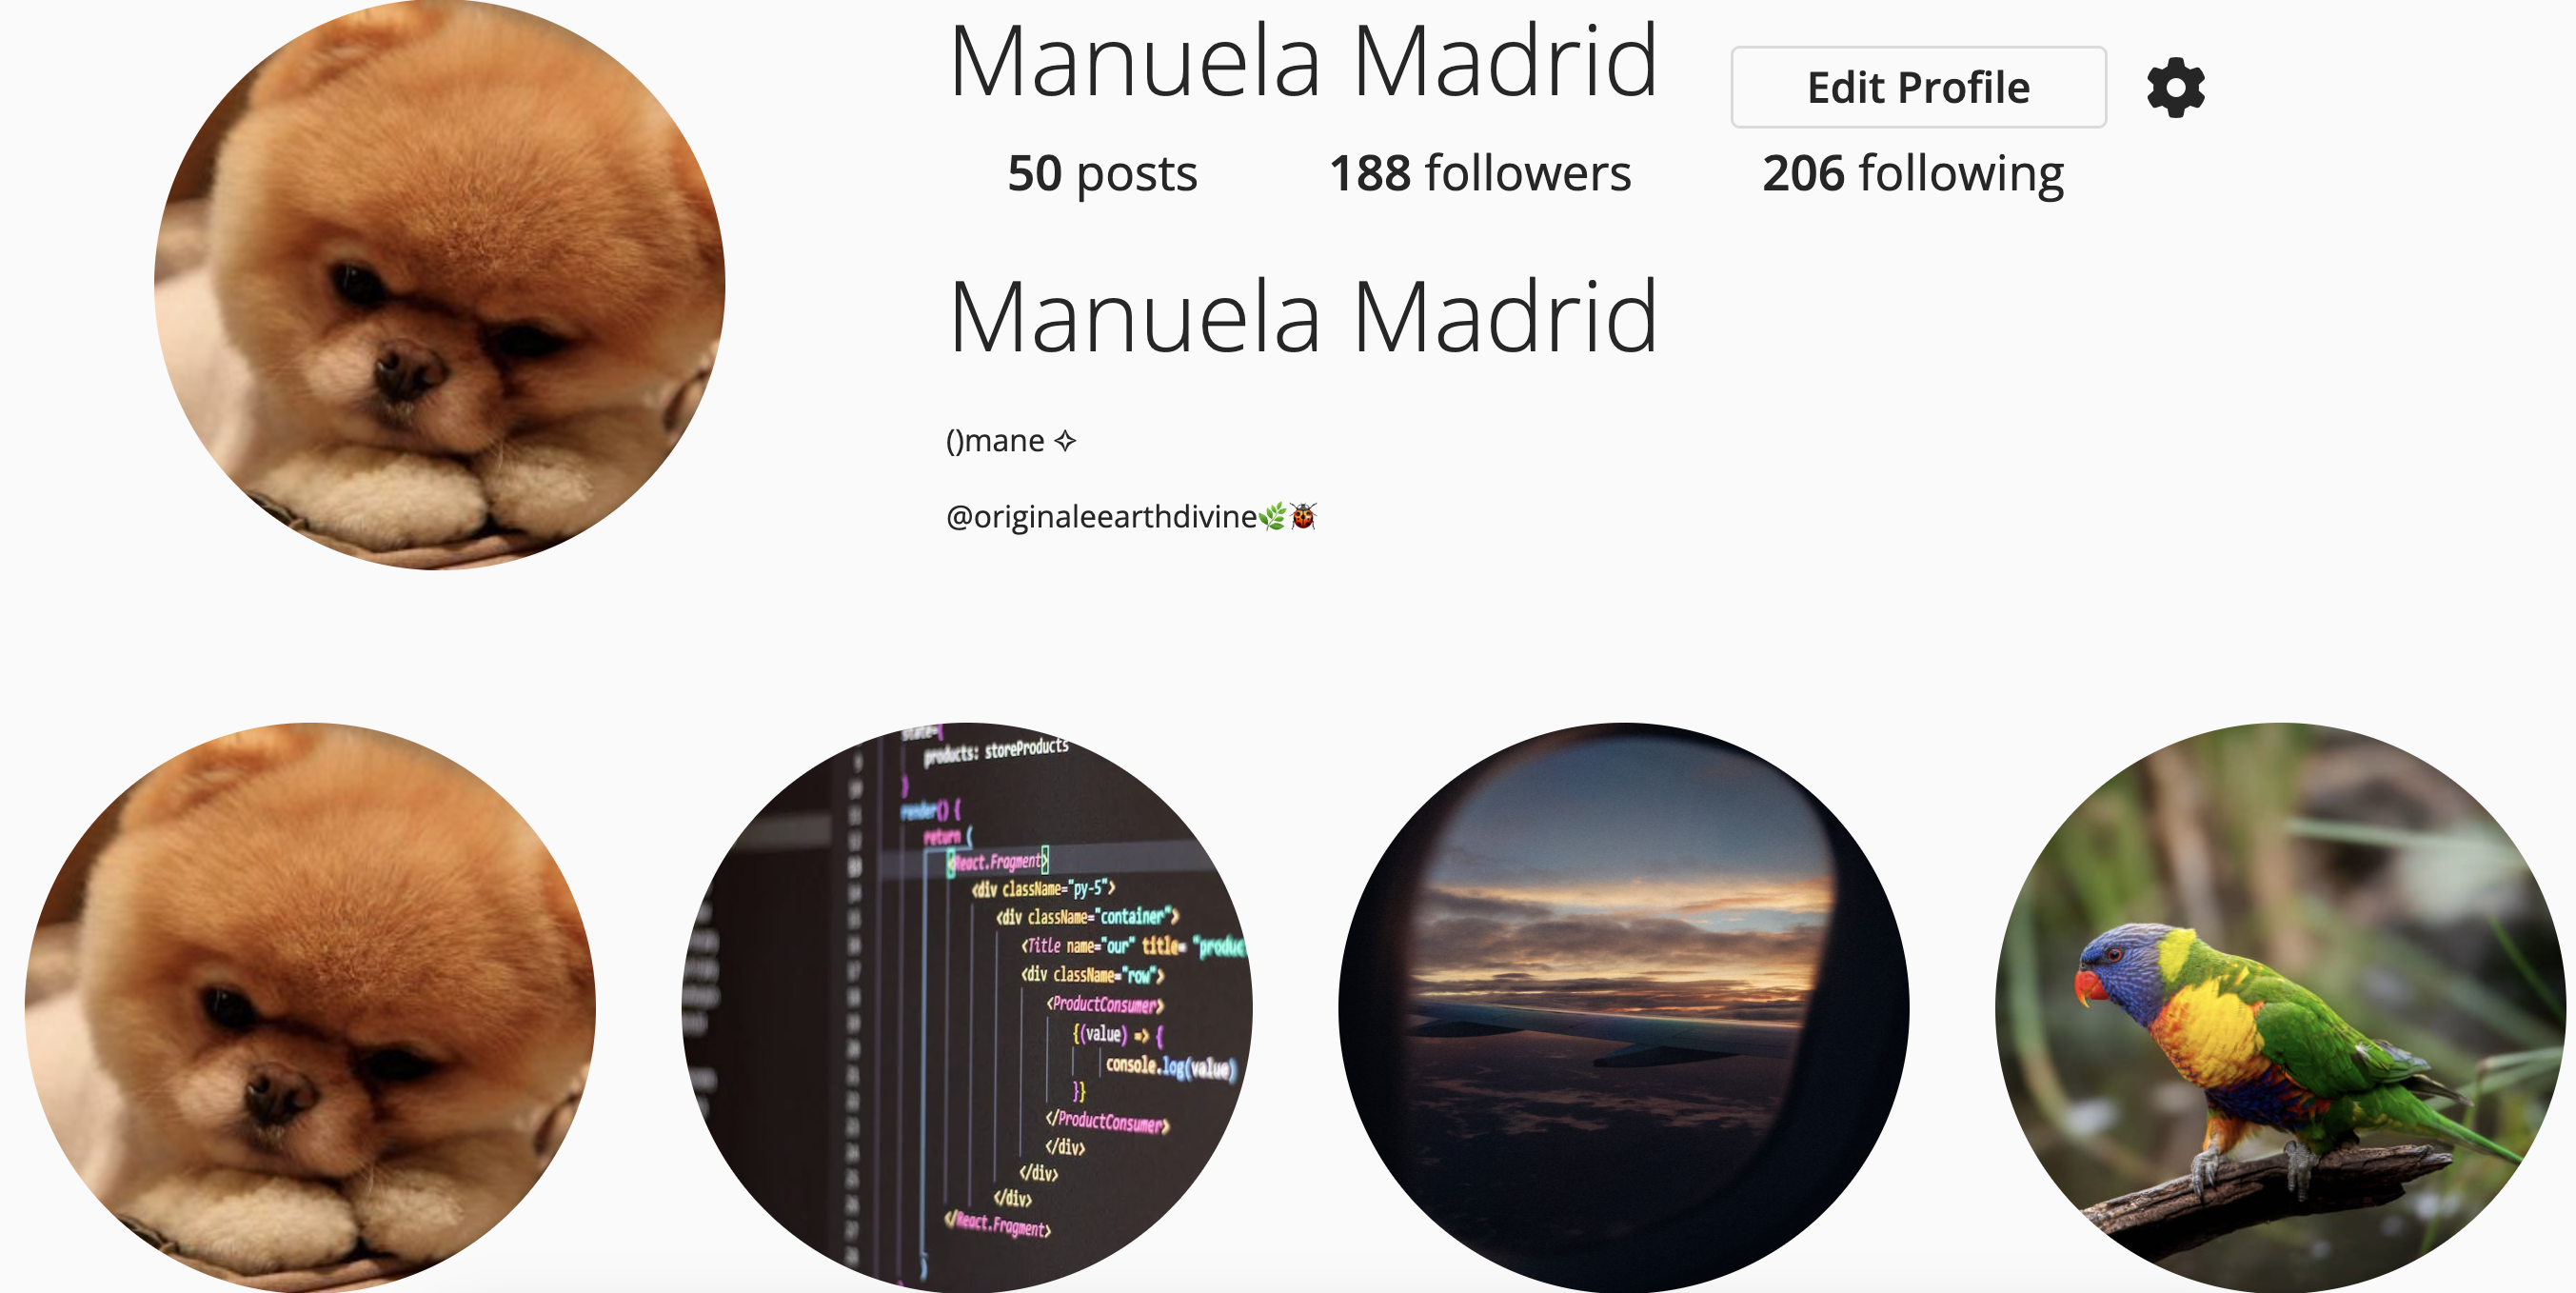 Manuela Madrid
Edit Profile
50 posts 188 followers 206 following
Manuela Madrid
()mane ✧
@originaleearthdivine🌿🐞
products: storeProducts
}
render() {
return (
<React.Fragment>
<div className="py-5">
<div className="container">
<Title name="our" title= "produc
<div className="row">
<ProductConsumer>
{(value) => {
console.log(value)
}}
</ProductConsumer>
</div>
</div>
</div>
</React.Fragment>
)